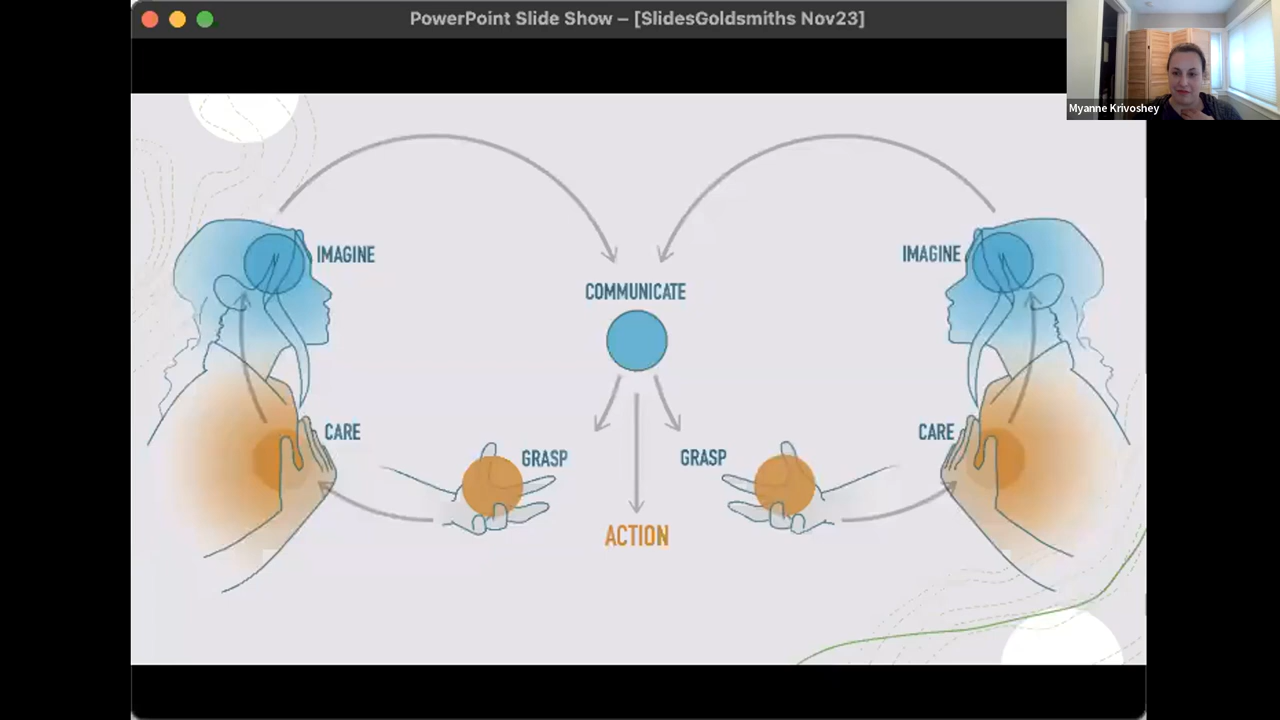 PowerPoint Slide Show – [SlidesGoldsmiths Nov23]
Myanne Krivoshey
IMAGINE
IMAGINE
COMMUNICATE
CARE
CARE
GRASP
GRASP
ACTION